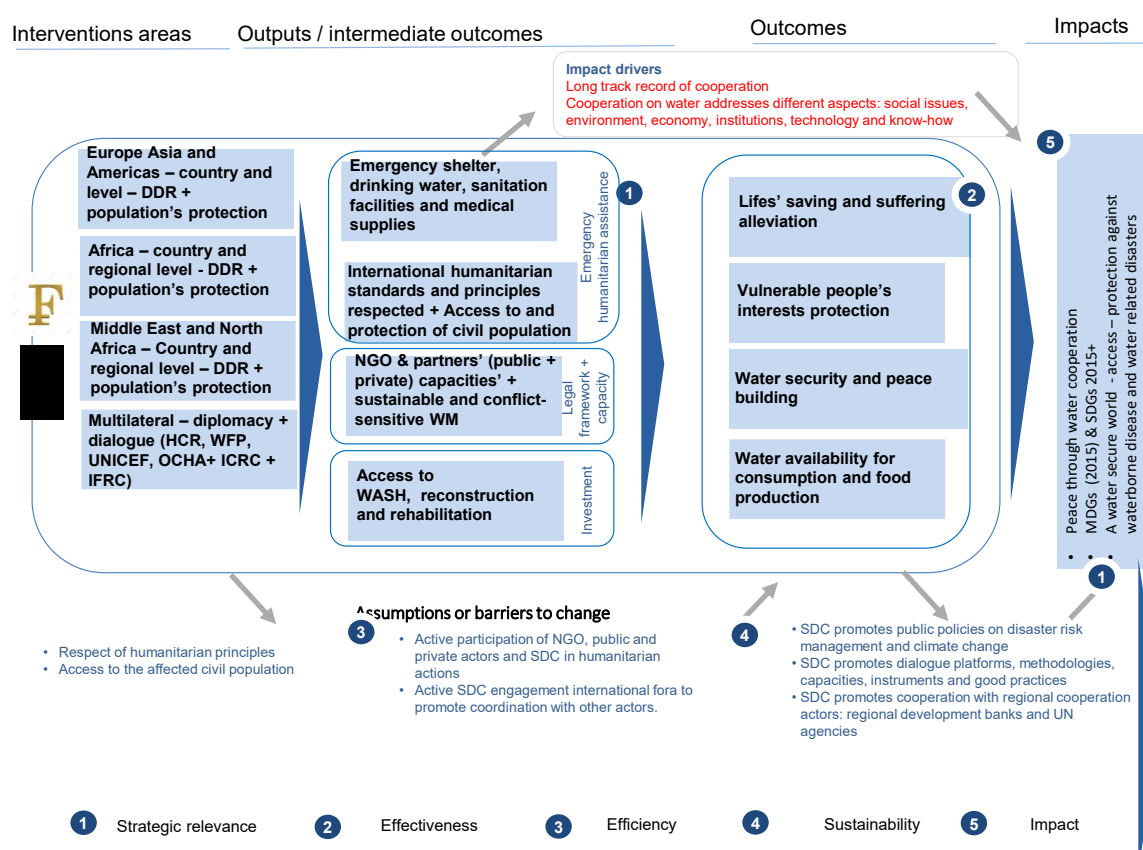 Interventions areas
Outputs / intermediate outcomes
Outcomes
Impacts
Impact drivers
Long track record of cooperation
Cooperation on water addresses different aspects: social issues,
environment, economy, institutions, technology and know-how
Europe Asia and
Americas – country and
level – DDR +
population's protection
Africa – country and
regional level - DDR +
population's protection
F
Middle East and North
Africa – Country and
regional level – DDR +
population's protection
Multilateral – diplomacy +
dialogue (HCR, WFP,
UNICEF, OCHA+ ICRC +
IFRC)
Emergency shelter,
drinking water, sanitation
facilities and medical
supplies
International humanitarian
standards and principles
respected + Access to and
protection of civil population
Emergency
humanitarian assistance
1
NGO & partners' (public +
private) capacities' +
sustainable and conflict-
sensitive WM
Legal
framework +
capacity
Access to
WASH, reconstruction
and rehabilitation
Investment
2
Lifes' saving and suffering
alleviation
Vulnerable people's
interests protection
Water security and peace
building
Water availability for
consumption and food
production
5
• Peace through water cooperation
• MDGs (2015) & SDGs 2015+
• A water secure world - access – protection against
waterborne disease and water related disasters
1
• Respect of humanitarian principles
• Access to the affected civil population
Assumptions or barriers to change
3
• Active participation of NGO, public and
private actors and SDC in humanitarian
actions
• Active SDC engagement international fora to
promote coordination with other actors.
4
• SDC promotes public policies on disaster risk
management and climate change
• SDC promotes dialogue platforms, methodologies,
capacities, instruments and good practices
• SDC promotes cooperation with regional cooperation
actors: regional development banks and UN
agencies
1 Strategic relevance
2 Effectiveness
3 Efficiency
4 Sustainability
5 Impact